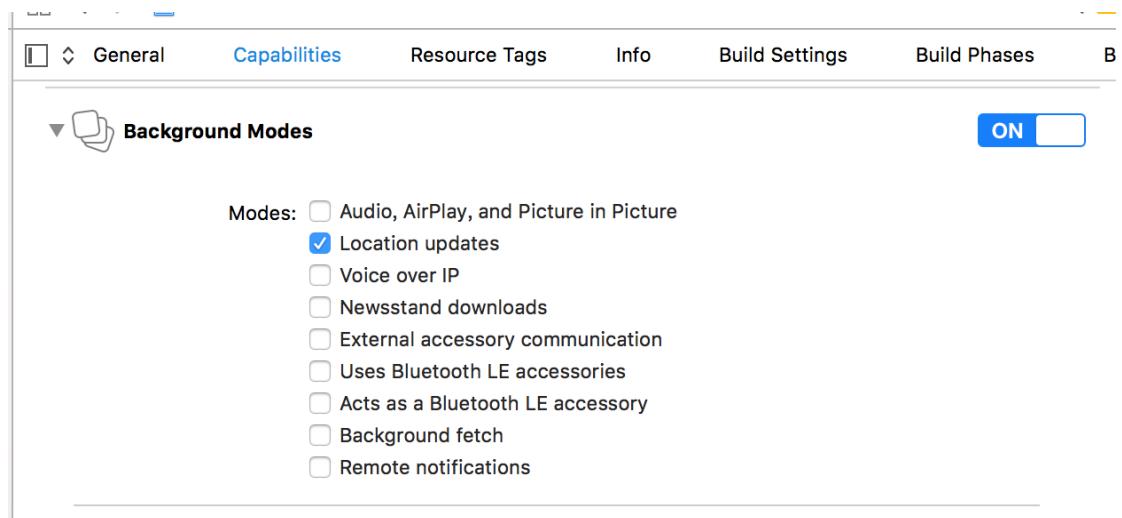 General Capabilities Resource Tags Info Build Settings Build Phases B
Background Modes ON
Modes: Audio, AirPlay, and Picture in Picture
Location updates
Voice over IP
Newsstand downloads
External accessory communication
Uses Bluetooth LE accessories
Acts as a Bluetooth LE accessory
Background fetch
Remote notifications